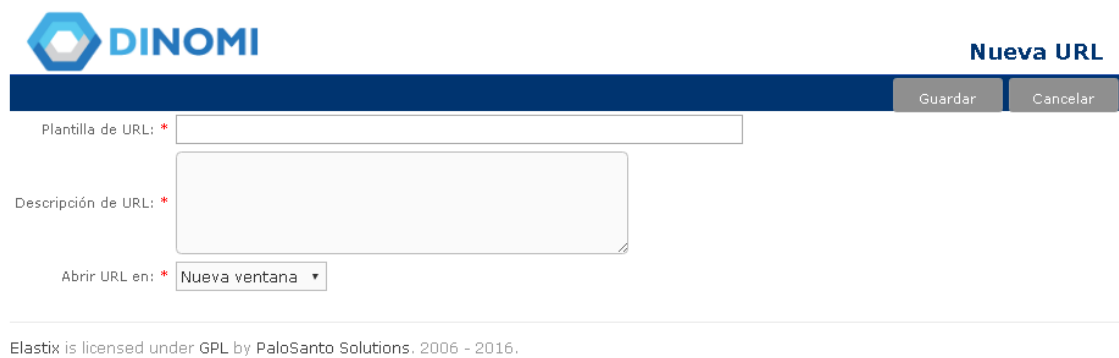 DINOMI
Nueva URL
Guardar Cancelar
Plantilla de URL: *
Descripción de URL: *
Abrir URL en: * Nueva ventana
Elastix is licensed under GPL by PaloSanto Solutions. 2006 - 2016.